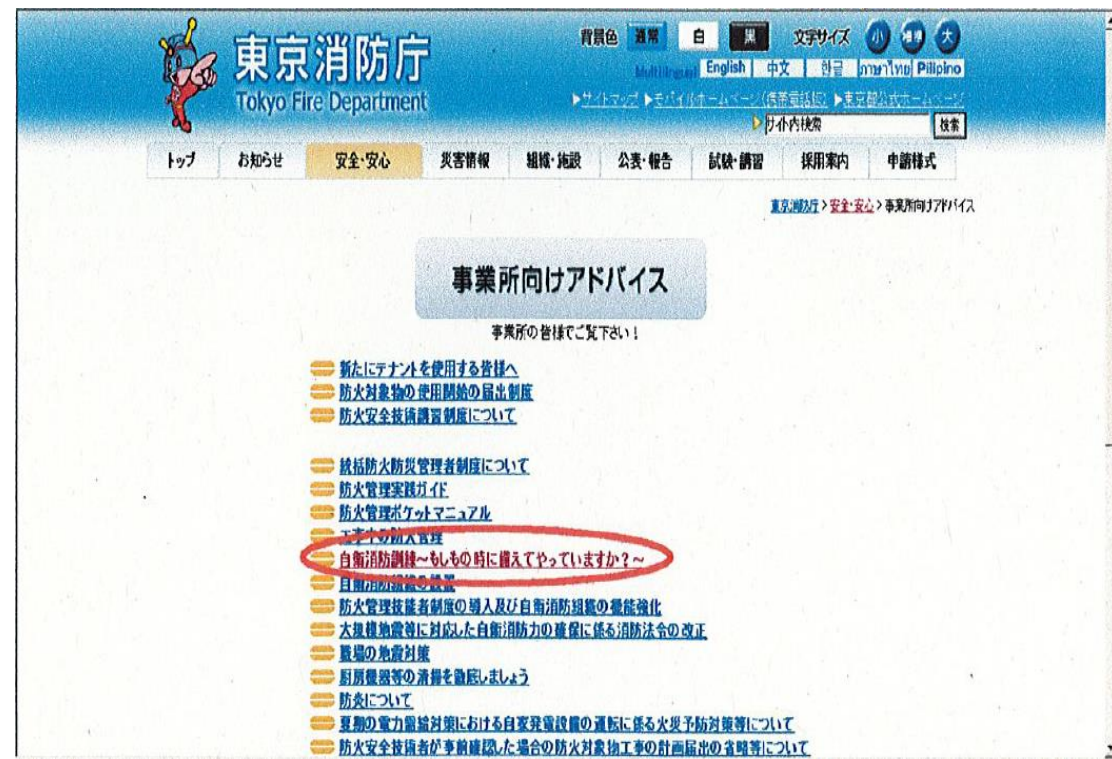 東京消防庁
Tokyo Fire Department
背景色 通常 白 黒 文字サイズ 小 標準 大
Multilingual English 中文 한글 ภาษาไทย Pilipino
▶サイトマップ ▶モバイルホームページ(携帯電話版) ▶東京都公式ホームページ
サイト内検索 検索
トップ お知らせ 安全・安心 災害情報 組織・施設 公表・報告 試験・講習 採用案内 申請様式
東京消防庁 > 安全・安心 > 事業所向けアドバイス
事業所向けアドバイス
事業所の皆様でご覧下さい!
新たにテナントを使用する皆様へ
防火対象物の使用開始の届出制度
防火安全技術講習制度について
統括防火防災管理者制度について
防火管理実践ガイド
防火管理ポケットマニュアル
工事中の防火管理
自衛消防訓練~もしもの時に備えてやっていますか?~
自衛消防組織の設置
防火管理技能者制度の導入及び自衛消防組織の機能強化
大規模地震等に対応した自衛消防力の確保に係る消防法令の改正
職場の地震対策
厨房機器等の清掃を徹底しましょう
防炎について
夏期の電力需給対策における自家発電設備の運転に係る火災予防対策等について
防火安全技術者が事前確認した場合の防火対象物工事の計画届出の省略等について